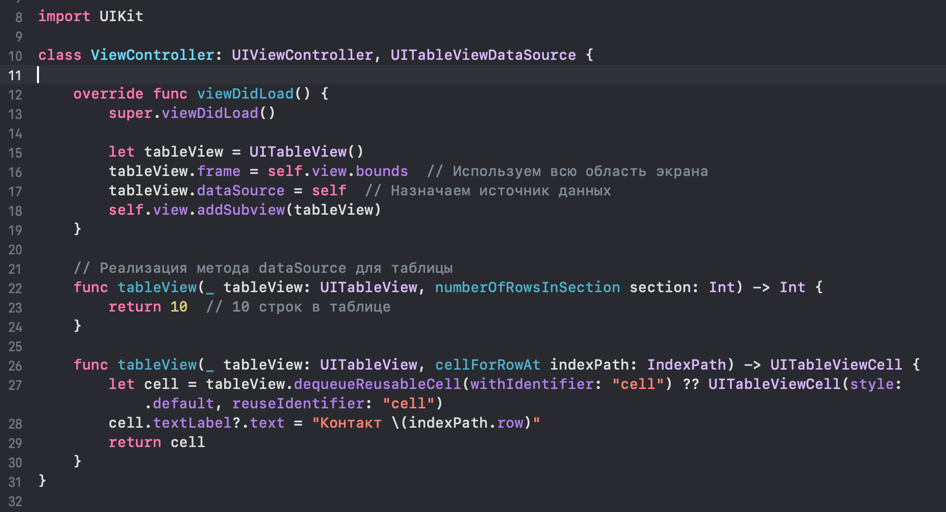 8 import UIKit
9
10 class ViewController: UIViewController, UITableViewDataSource {
11
12     override func viewDidLoad() {
13         super.viewDidLoad()
14
15         let tableView = UITableView()
16         tableView.frame = self.view.bounds  // Используем всю область экрана
17         tableView.dataSource = self  // Назначаем источник данных
18         self.view.addSubview(tableView)
19     }
20
21     // Реализация метода dataSource для таблицы
22     func tableView(_ tableView: UITableView, numberOfRowsInSection section: Int) -> Int {
23         return 10  // 10 строк в таблице
24     }
25
26     func tableView(_ tableView: UITableView, cellForRowAt indexPath: IndexPath) -> UITableViewCell {
27         let cell = tableView.dequeueReusableCell(withIdentifier: "cell") ?? UITableViewCell(style:
            .default, reuseIdentifier: "cell")
28         cell.textLabel?.text = "Контакт \(indexPath.row)"
29         return cell
30     }
31 }
32